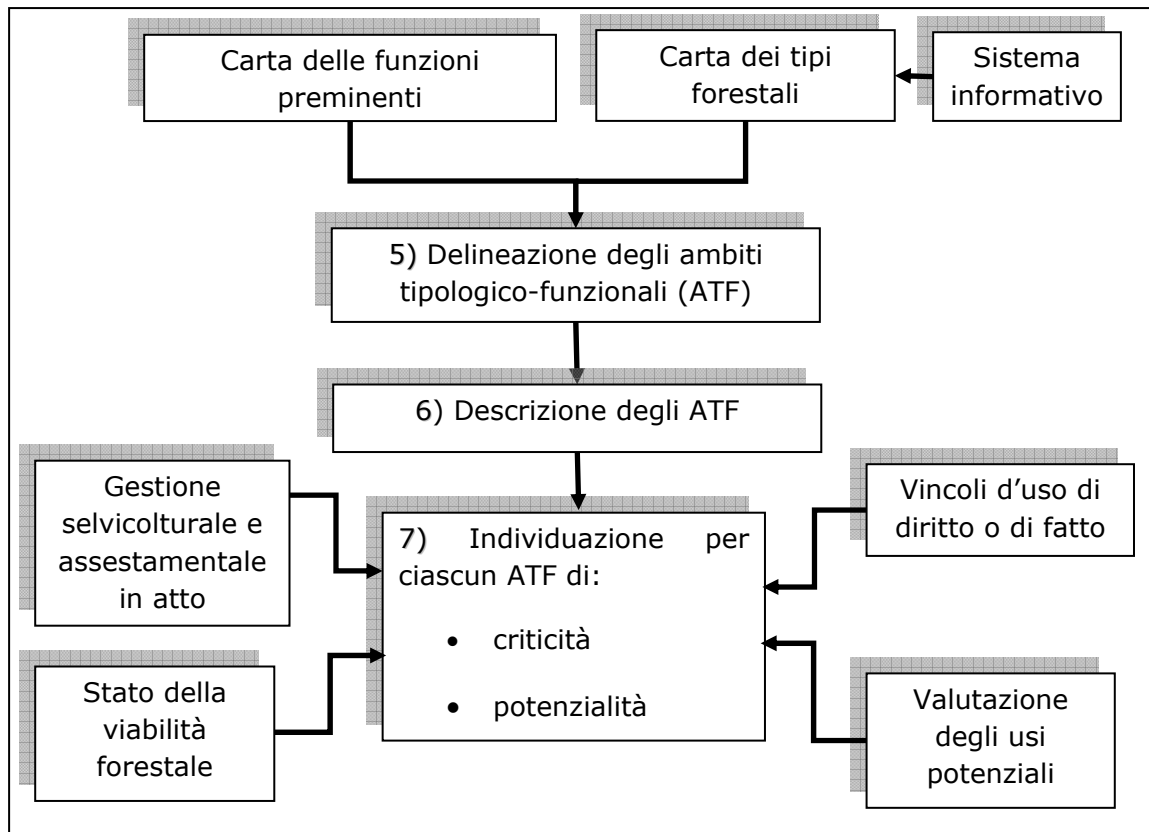 Carta delle funzioni
preminenti
Carta dei tipi
forestali
Sistema
informativo
5) Delineazione degli ambiti
tipologico-funzionali (ATF)
6) Descrizione degli ATF
Gestione
selvicolturale e
assestamentale
in atto
7) Individuazione per
ciascun ATF di:
• criticità
• potenzialità
Vincoli d’uso di
diritto o di fatto
Stato della
viabilità
forestale
Valutazione
degli usi
potenziali